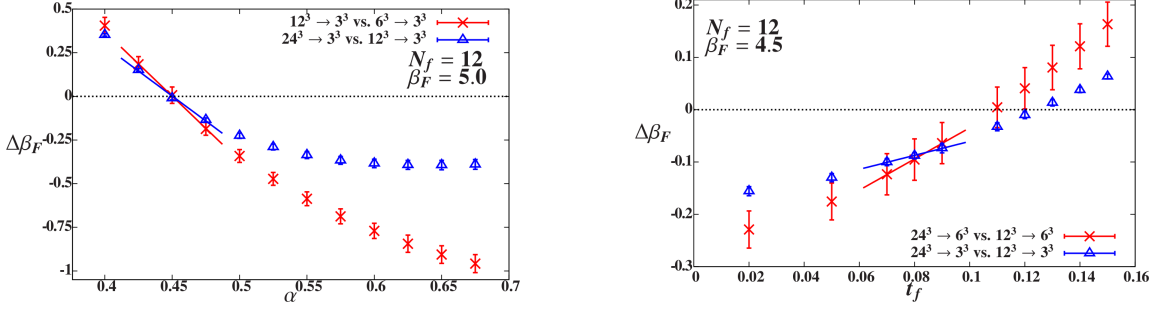 12³ → 3³ vs. 6³ → 3³
24³ → 3³ vs. 12³ → 3³
N_f = 12
β_F = 5.0
0.5
0.25
0
-0.25
-0.5
-0.75
-1
Δβ_F
0.4 0.45 0.5 0.55 0.6 0.65 0.7
α
N_f = 12
β_F = 4.5
0.2
0.1
0
-0.1
-0.2
-0.3
Δβ_F
24³ → 6³ vs. 12³ → 6³
24³ → 3³ vs. 12³ → 3³
0 0.02 0.04 0.06 0.08 0.1 0.12 0.14 0.16
t_f